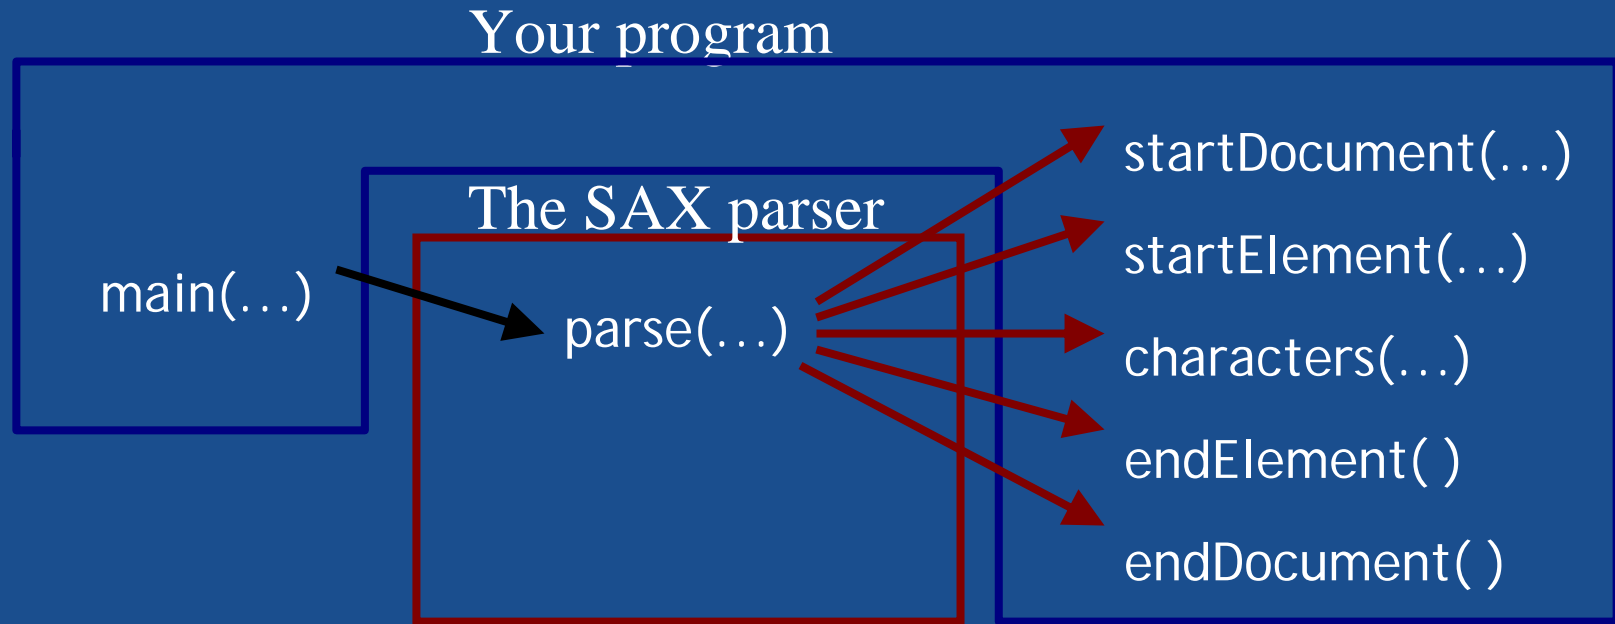 Your program
The SAX parser
main(...)
parse(...)
startDocument(...)
startElement(...)
characters(...)
endElement( )
endDocument( )